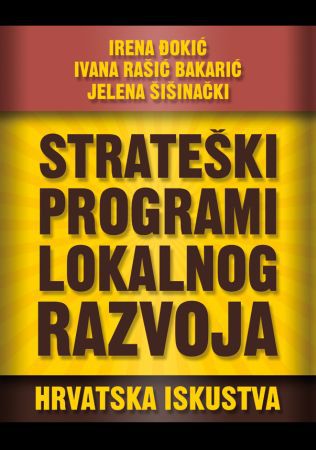 IRENA ĐOKIĆ
IVANA RAŠIĆ BAKARIĆ
JELENA ŠIŠINAČKI
STRATEŠKI
PROGRAMI
LOKALNOG
RAZVOJA
HRVATSKA ISKUSTVA